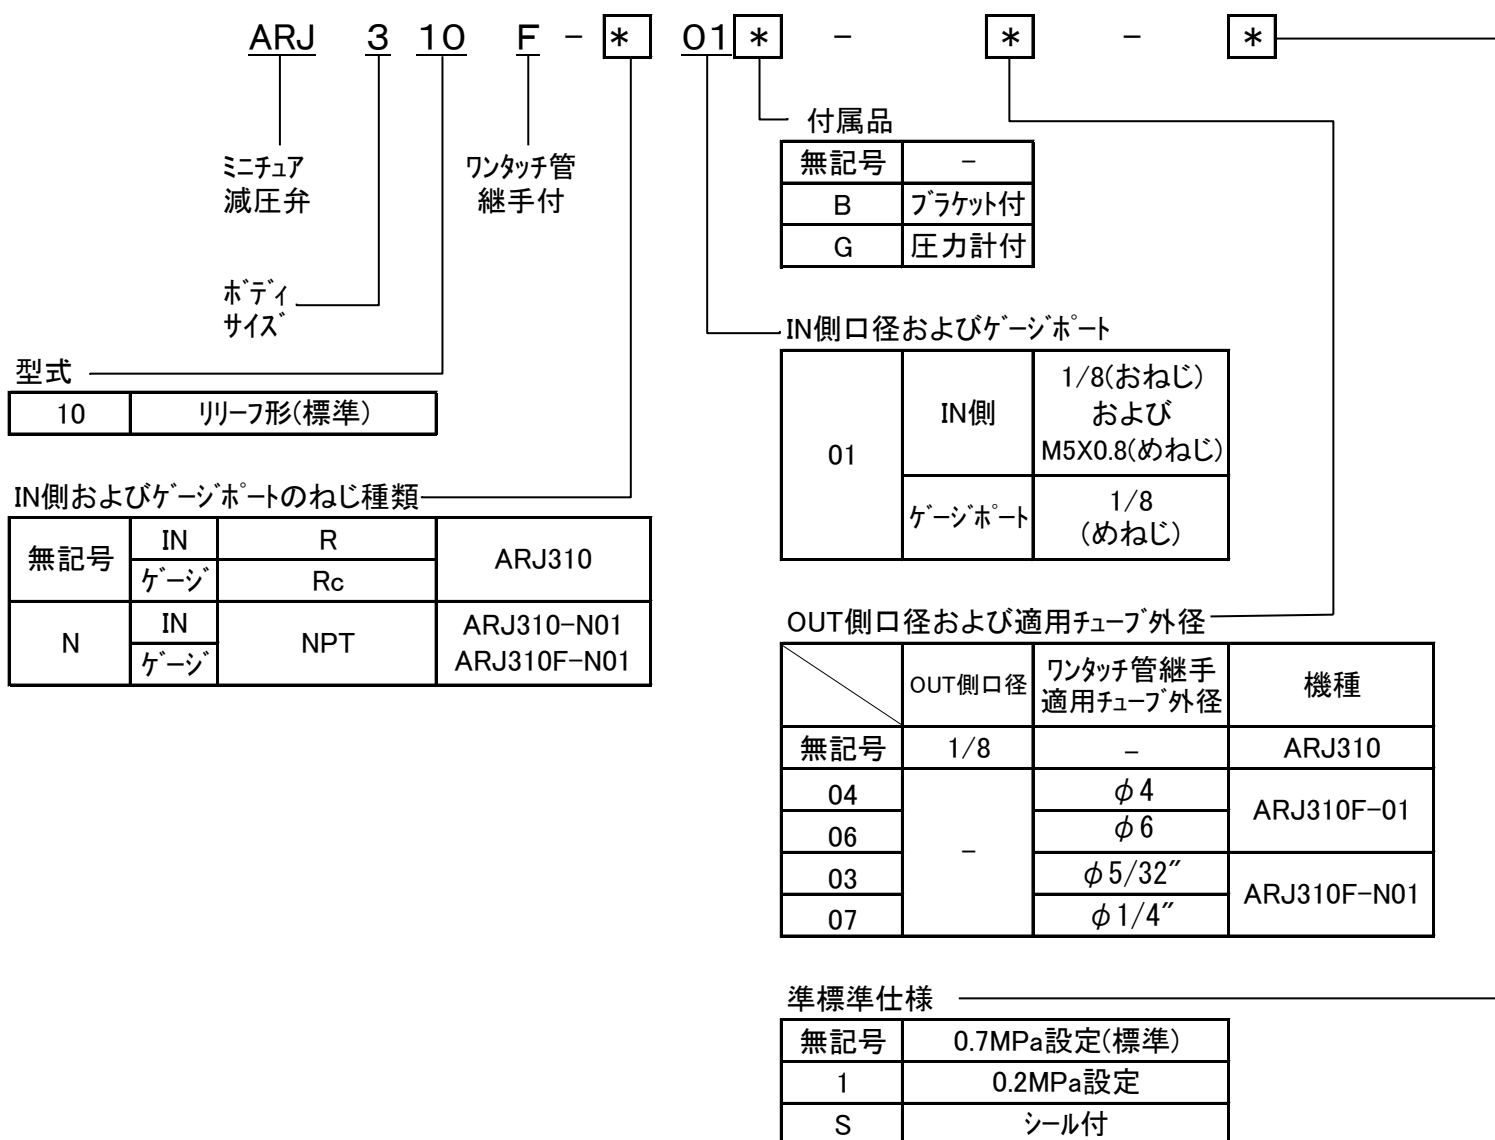 ARJ 3 10 F - * 01 * - * - *
ミニチュア
減圧弁
ワンタッチ管
継手付
ボディ
サイズ
付属品
無記号 -
B ブラケット付
G 圧力計付
型式
10 リリーフ形(標準)
IN側およびゲージポートのねじ種類
無記号 IN R ARJ310
ゲージ Rc
N IN NPT ARJ310-N01
ゲージ ARJ310F-N01
IN側口径およびゲージポート
01 IN側 1/8(おねじ)
および
M5X0.8(めねじ)
ゲージポート 1/8
(めねじ)
OUT側口径および適用チューブ外径
OUT側口径 ワンタッチ管継手
適用チューブ外径 機種
無記号 1/8 - ARJ310
04 - φ4 ARJ310F-01
06 φ6
03 φ5/32″ ARJ310F-N01
07 φ1/4″
準標準仕様
無記号 0.7MPa設定(標準)
1 0.2MPa設定
S シール付